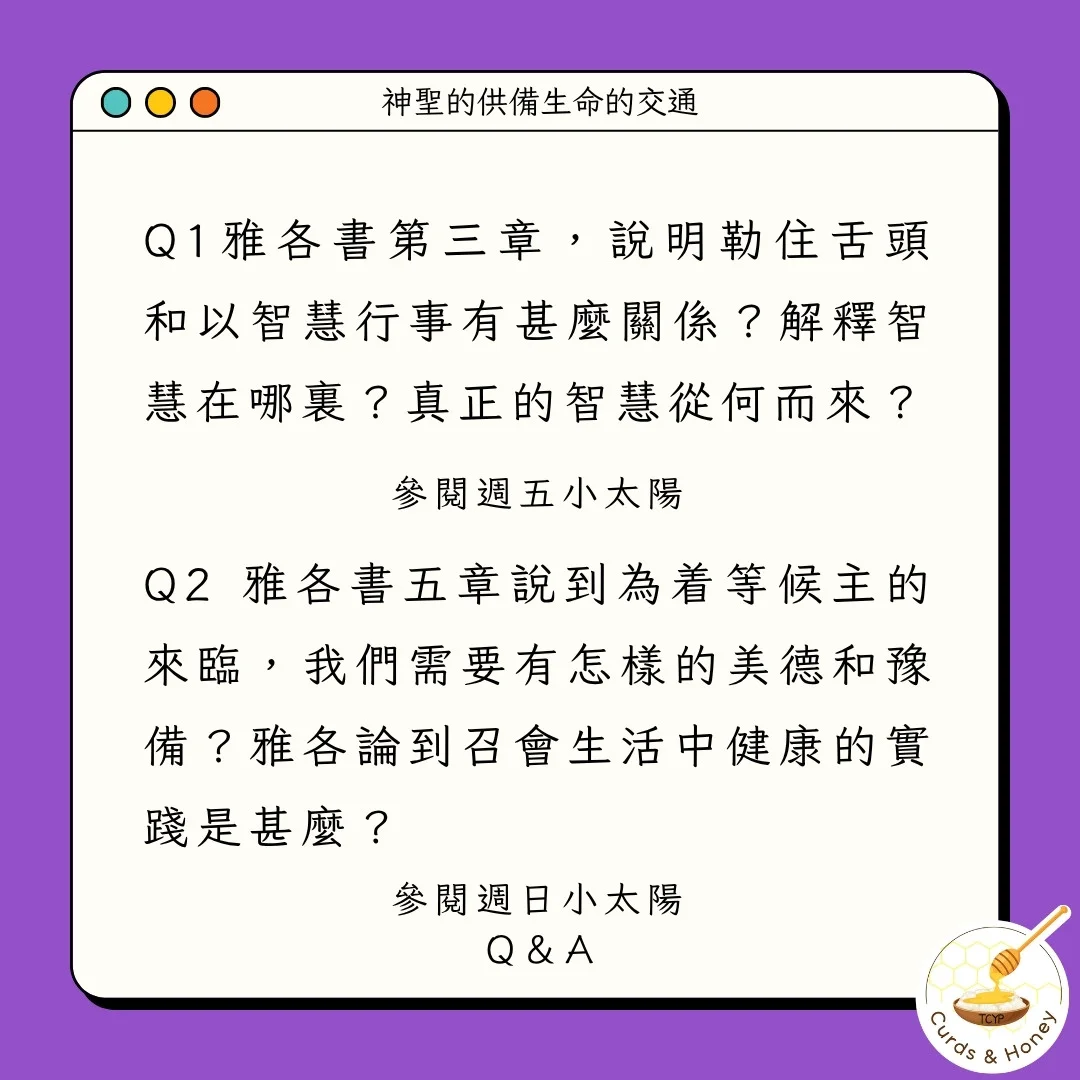 神聖的供備生命的交通
Q1雅各書第三章，說明勒住舌頭
和以智慧行事有甚麼關係？解釋智
慧在哪裏？真正的智慧從何而來？
參閱週五小太陽
Q2 雅各書五章說到為着等候主的
來臨，我們需要有怎樣的美德和豫
備？雅各論到召會生活中健康的實
踐是甚麼？
參閱週日小太陽
Q&A
TCYP
Curds & Honey